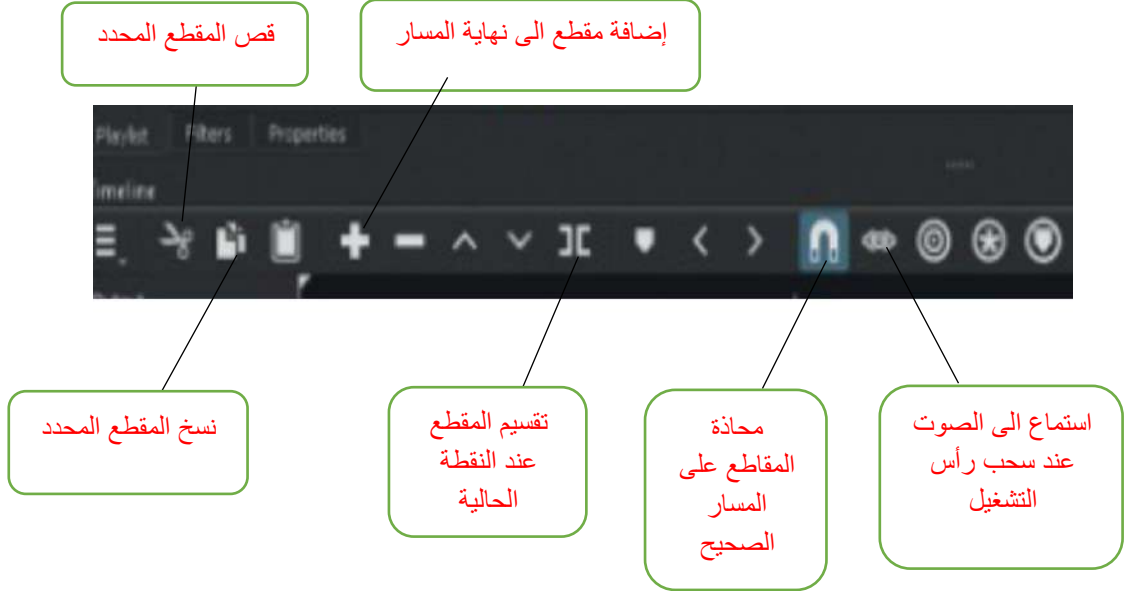 قص المقطع المحدد
إضافة مقطع الى نهاية المسار
Playlist Filters Properties
Timeline
نسخ المقطع المحدد
تقسيم المقطع
عند النقطة
الحالية
محاذة
المقاطع على
المسار
الصحيح
استماع الى الصوت
عند سحب رأس
التشغيل